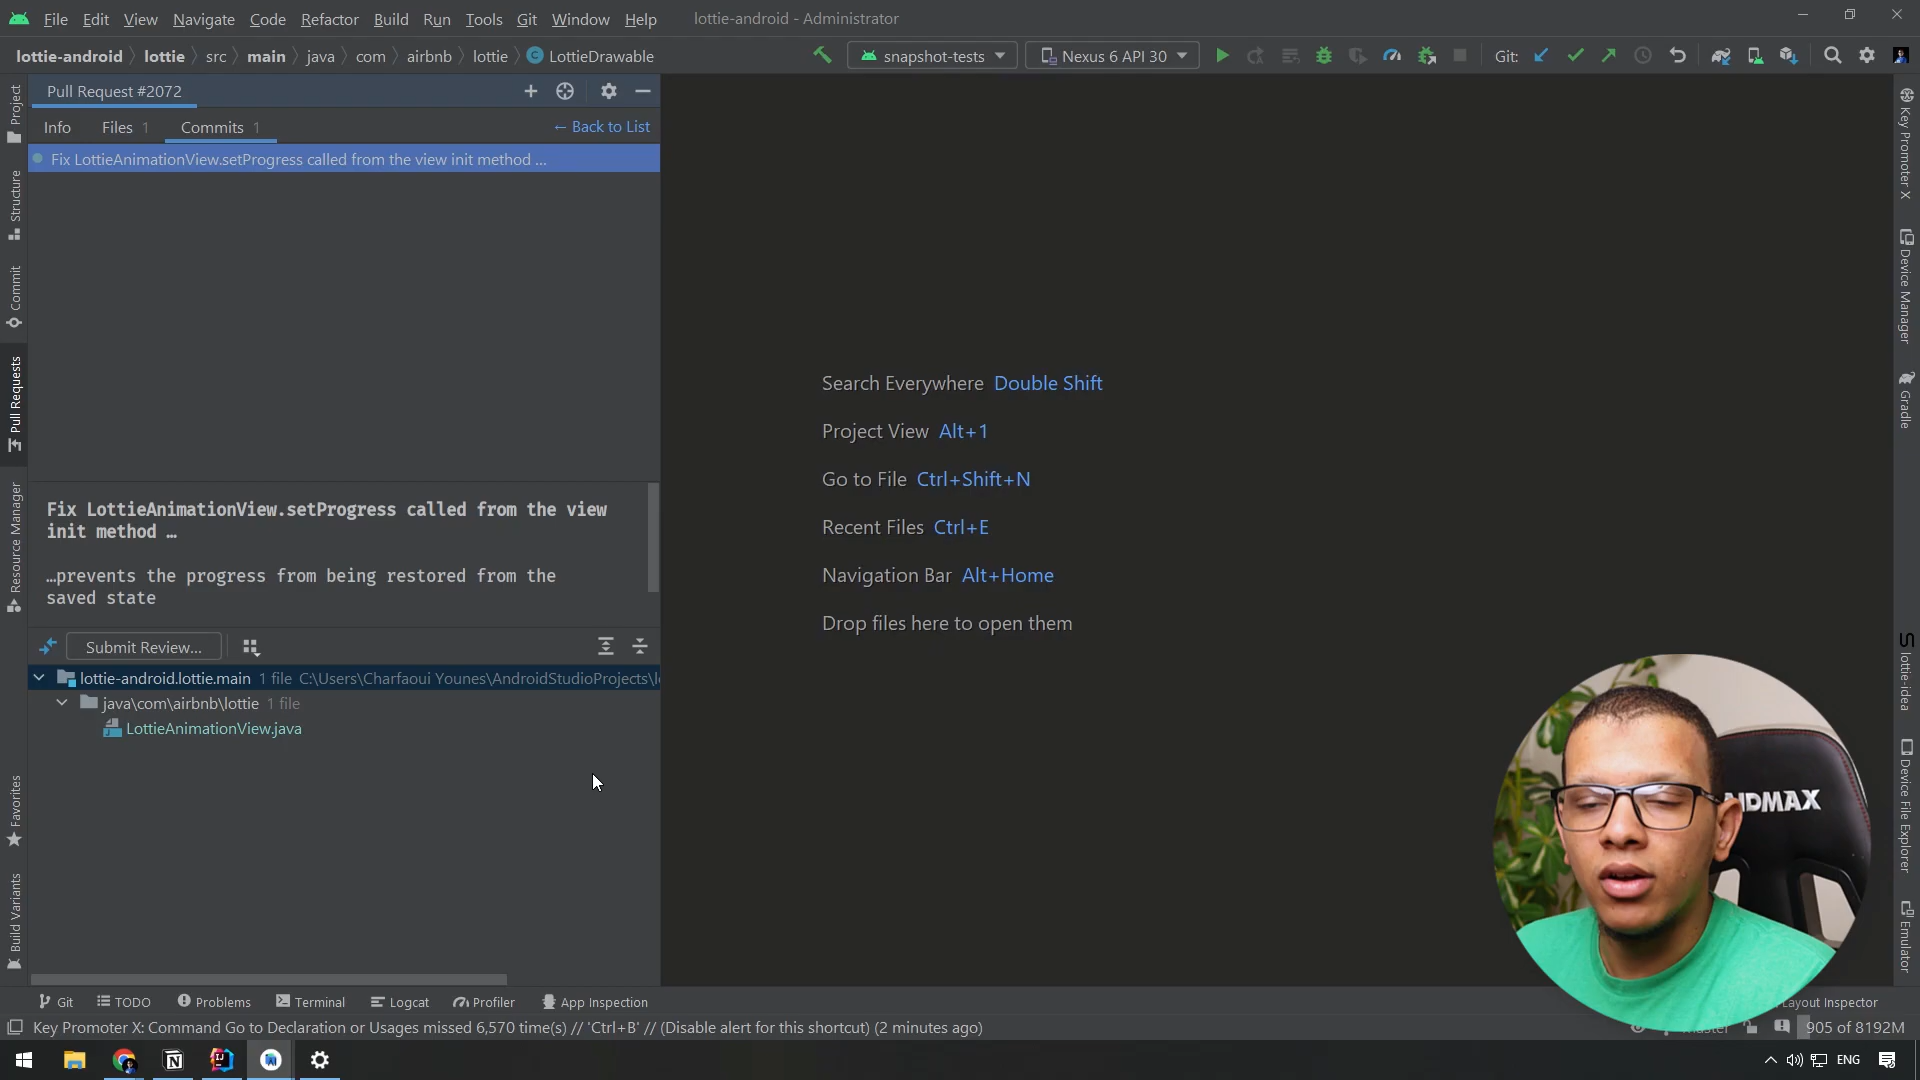 File Edit View Navigate Code Refactor Build Run Tools Git Window Help lottie-android - Administrator
lottie-android lottie src main java com airbnb lottie LottieDrawable snapshot-tests Nexus 6 API 30 Git:
Pull Request #2072
Info Files 1 Commits 1 ← Back to List
Fix LottieAnimationView.setProgress called from the view init method ...
Fix LottieAnimationView.setProgress called from the view
init method …
…prevents the progress from being restored from the
saved state
Submit Review...
lottie-android.lottie.main 1 file C:\Users\Charfaoui Younes\AndroidStudioProjects\l
java\com\airbnb\lottie 1 file
LottieAnimationView.java
Project
Structure
Commit
Pull Requests
Resource Manager
Favorites
Build Variants
Search Everywhere Double Shift
Project View Alt+1
Go to File Ctrl+Shift+N
Recent Files Ctrl+E
Navigation Bar Alt+Home
Drop files here to open them
Key Promoter X
Device Manager
Gradle
lottie-idea
Device File Explorer
Emulator
NDMAX
Git TODO Problems Terminal Logcat Profiler App Inspection Layout Inspector
Key Promoter X: Command Go to Declaration or Usages missed 6,570 time(s) // 'Ctrl+B' // (Disable alert for this shortcut) (2 minutes ago) master 905 of 8192M
ENG